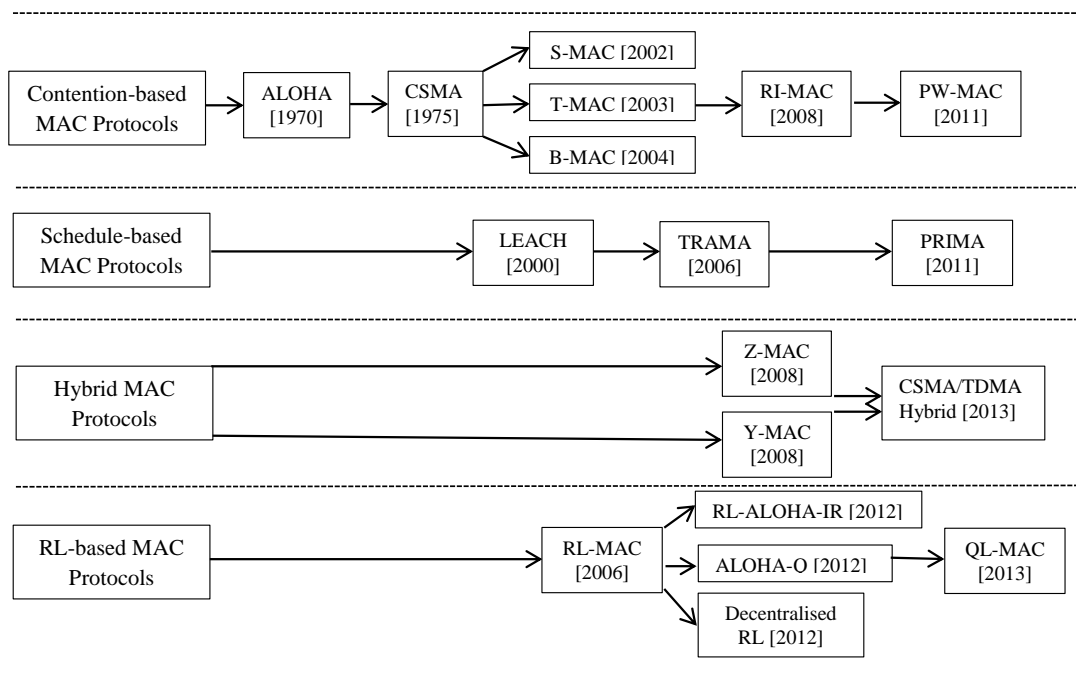 Contention-based
MAC Protocols
ALOHA
[1970]
CSMA
[1975]
S-MAC [2002]
T-MAC [2003]
B-MAC [2004]
RI-MAC
[2008]
PW-MAC
[2011]
Schedule-based
MAC Protocols
LEACH
[2000]
TRAMA
[2006]
PRIMA
[2011]
Hybrid MAC
Protocols
Z-MAC
[2008]
Y-MAC
[2008]
CSMA/TDMA
Hybrid [2013]
RL-based MAC
Protocols
RL-MAC
[2006]
RL-ALOHA-IR [2012]
ALOHA-Q [2012]
Decentralised
RL [2012]
QL-MAC
[2013]